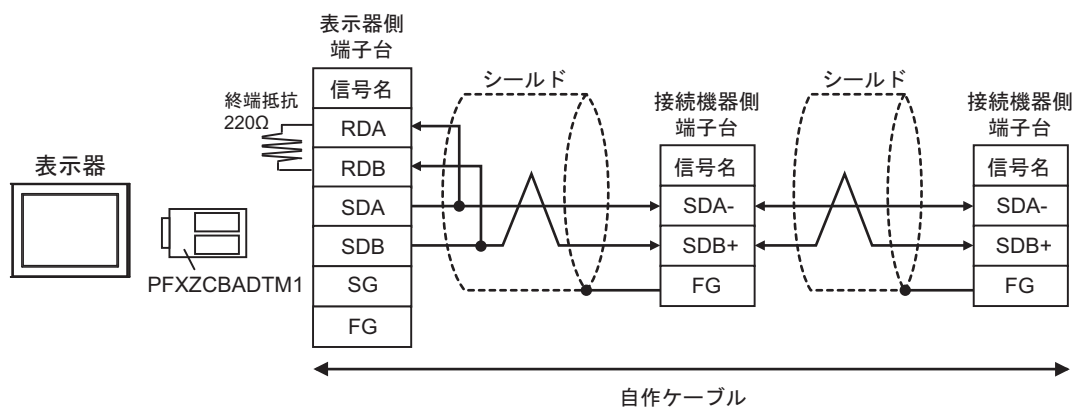 表示器
PFXZCBADTM1
終端抵抗
220Ω
表示器側
端子台
信号名
RDA
RDB
SDA
SDB
SG
FG
シールド
接続機器側
端子台
信号名
SDA-
SDB+
FG
シールド
接続機器側
端子台
信号名
SDA-
SDB+
FG
自作ケーブル